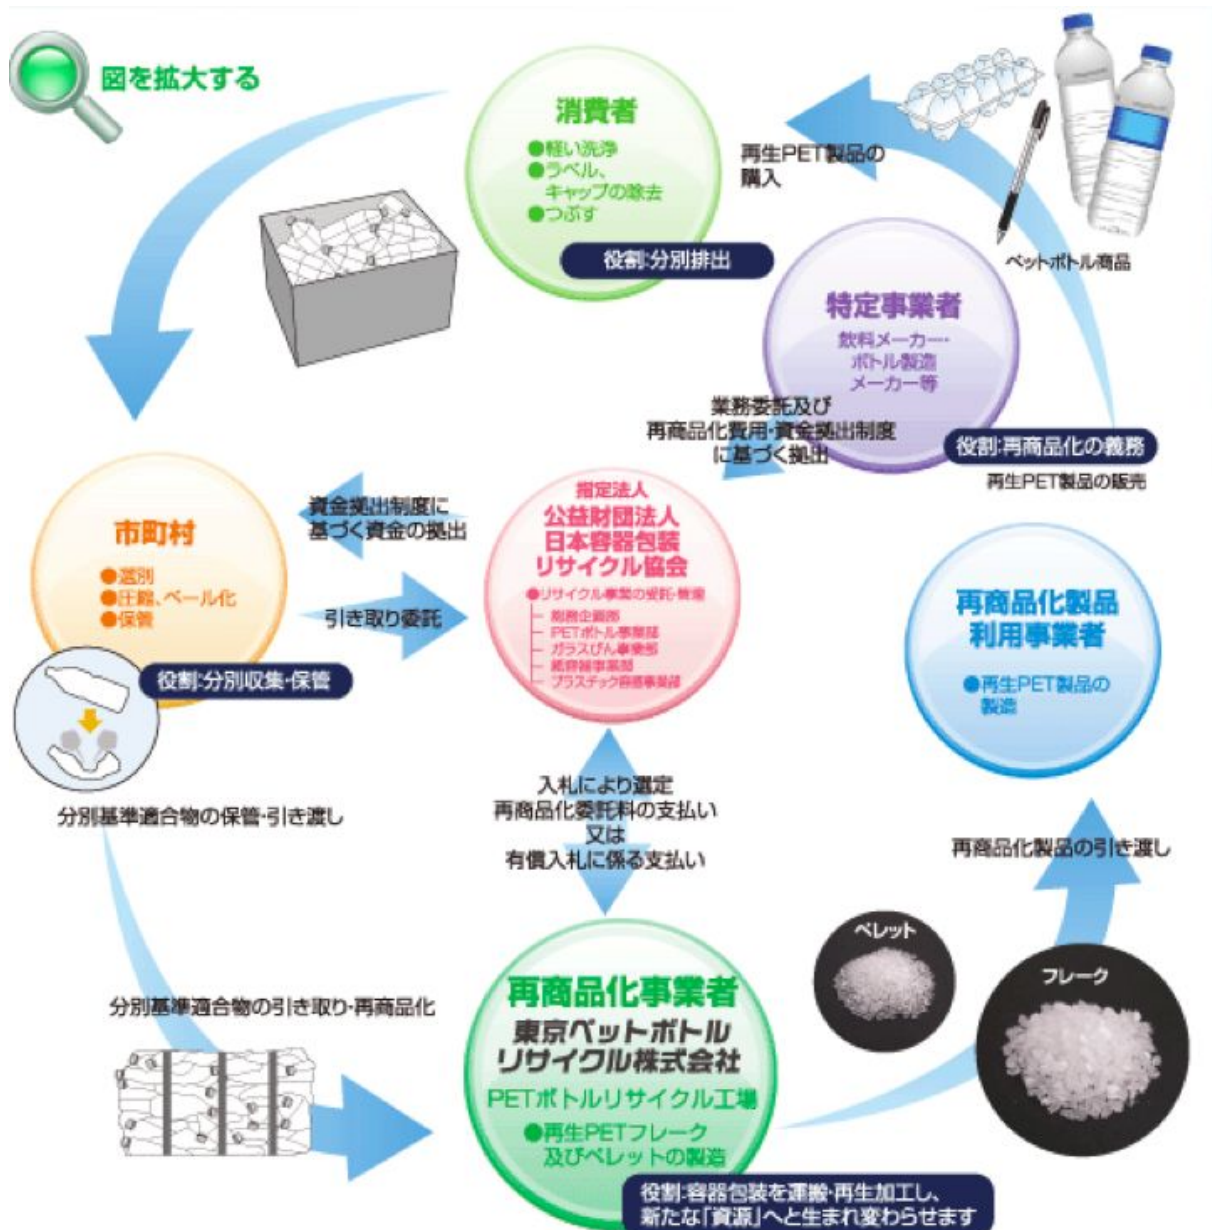 図を拡大する
消費者
●軽い洗浄
●ラベル、
キャップの除去
●つぶす
役割:分別排出
再生PET製品の
購入
ペットボトル商品
特定事業者
飲料メーカー・
ボトル製造
メーカー等
役割:再商品化の義務
再生PET製品の販売
業務委託及び
再商品化費用・資金拠出制度
に基づく拠出
市町村
●選別
●圧縮、ベール化
●保管
役割:分別収集・保管
資金拠出制度に
基づく資金の拠出
引き取り委託
指定法人
公益財団法人
日本容器包装
リサイクル協会
●リサイクル事業の受託・管理
総務企画部
PETボトル事業部
ガラスびん事業部
紙容器事業部
プラスチック容器事業部
再商品化製品
利用事業者
●再生PET製品の
製造
分別基準適合物の保管・引き渡し
入札により選定
再商品化委託料の支払い
又は
有償入札に係る支払い
再商品化製品の引き渡し
ペレット
フレーク
分別基準適合物の引き取り・再商品化
再商品化事業者
東京ペットボトル
リサイクル株式会社
PETボトルリサイクル工場
●再生PETフレーク
及びペレットの製造
役割:容器包装を運搬・再生加工し、
新たな「資源」へと生まれ変わらせます